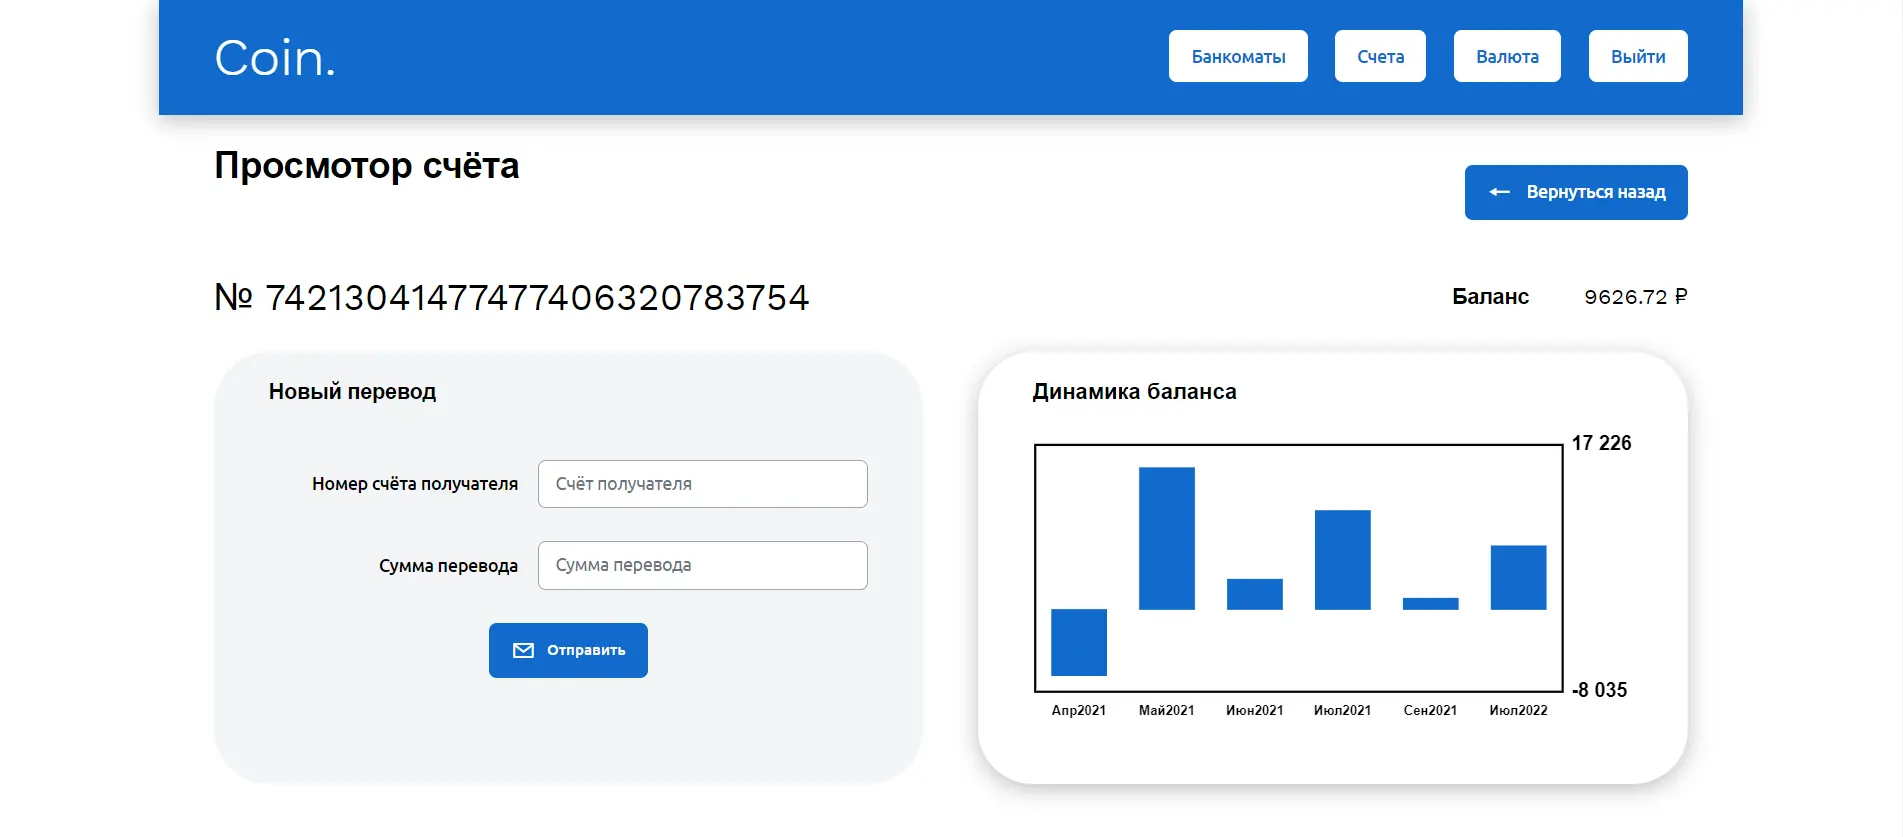 Coin.
Банкоматы Счета Валюта Выйти
Просмотор счёта
Вернуться назад
№ 74213041477477406320783754
Баланс 9626.72 ₽
Новый перевод
Номер счёта получателя Счёт получателя
Сумма перевода Сумма перевода
Отправить
Динамика баланса
17 226
-8 035
Апр2021 Май2021 Июн2021 Июл2021 Сен2021 Июл2022